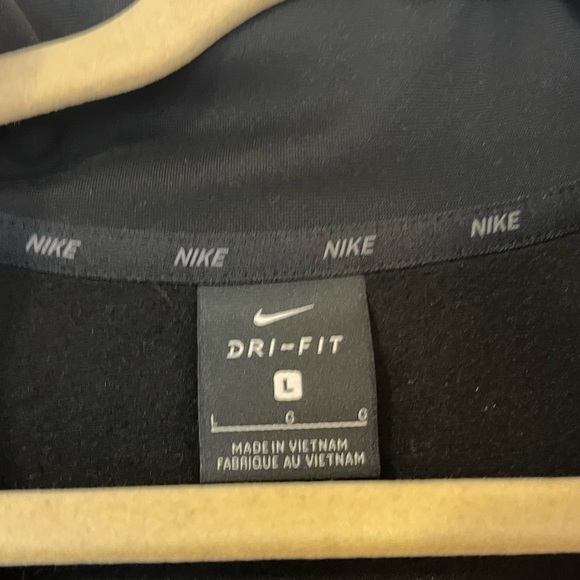 NIKE NIKE NIKE NIKE
DRI-FIT
L
L G G
MADE IN VIETNAM
FABRIQUE AU VIETNAM